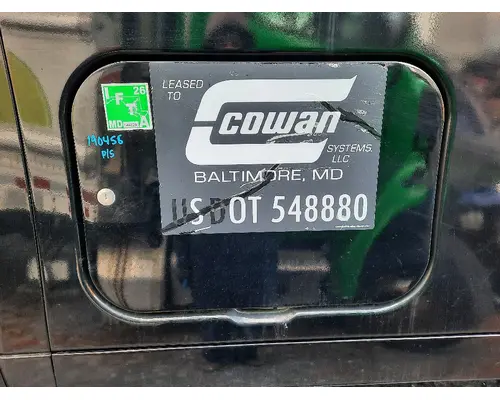 LEASED
TO
COWAN
SYSTEMS,
LLC
BALTIMORE, MD
US DOT 548880
26
I F
MD A
190456
P/S